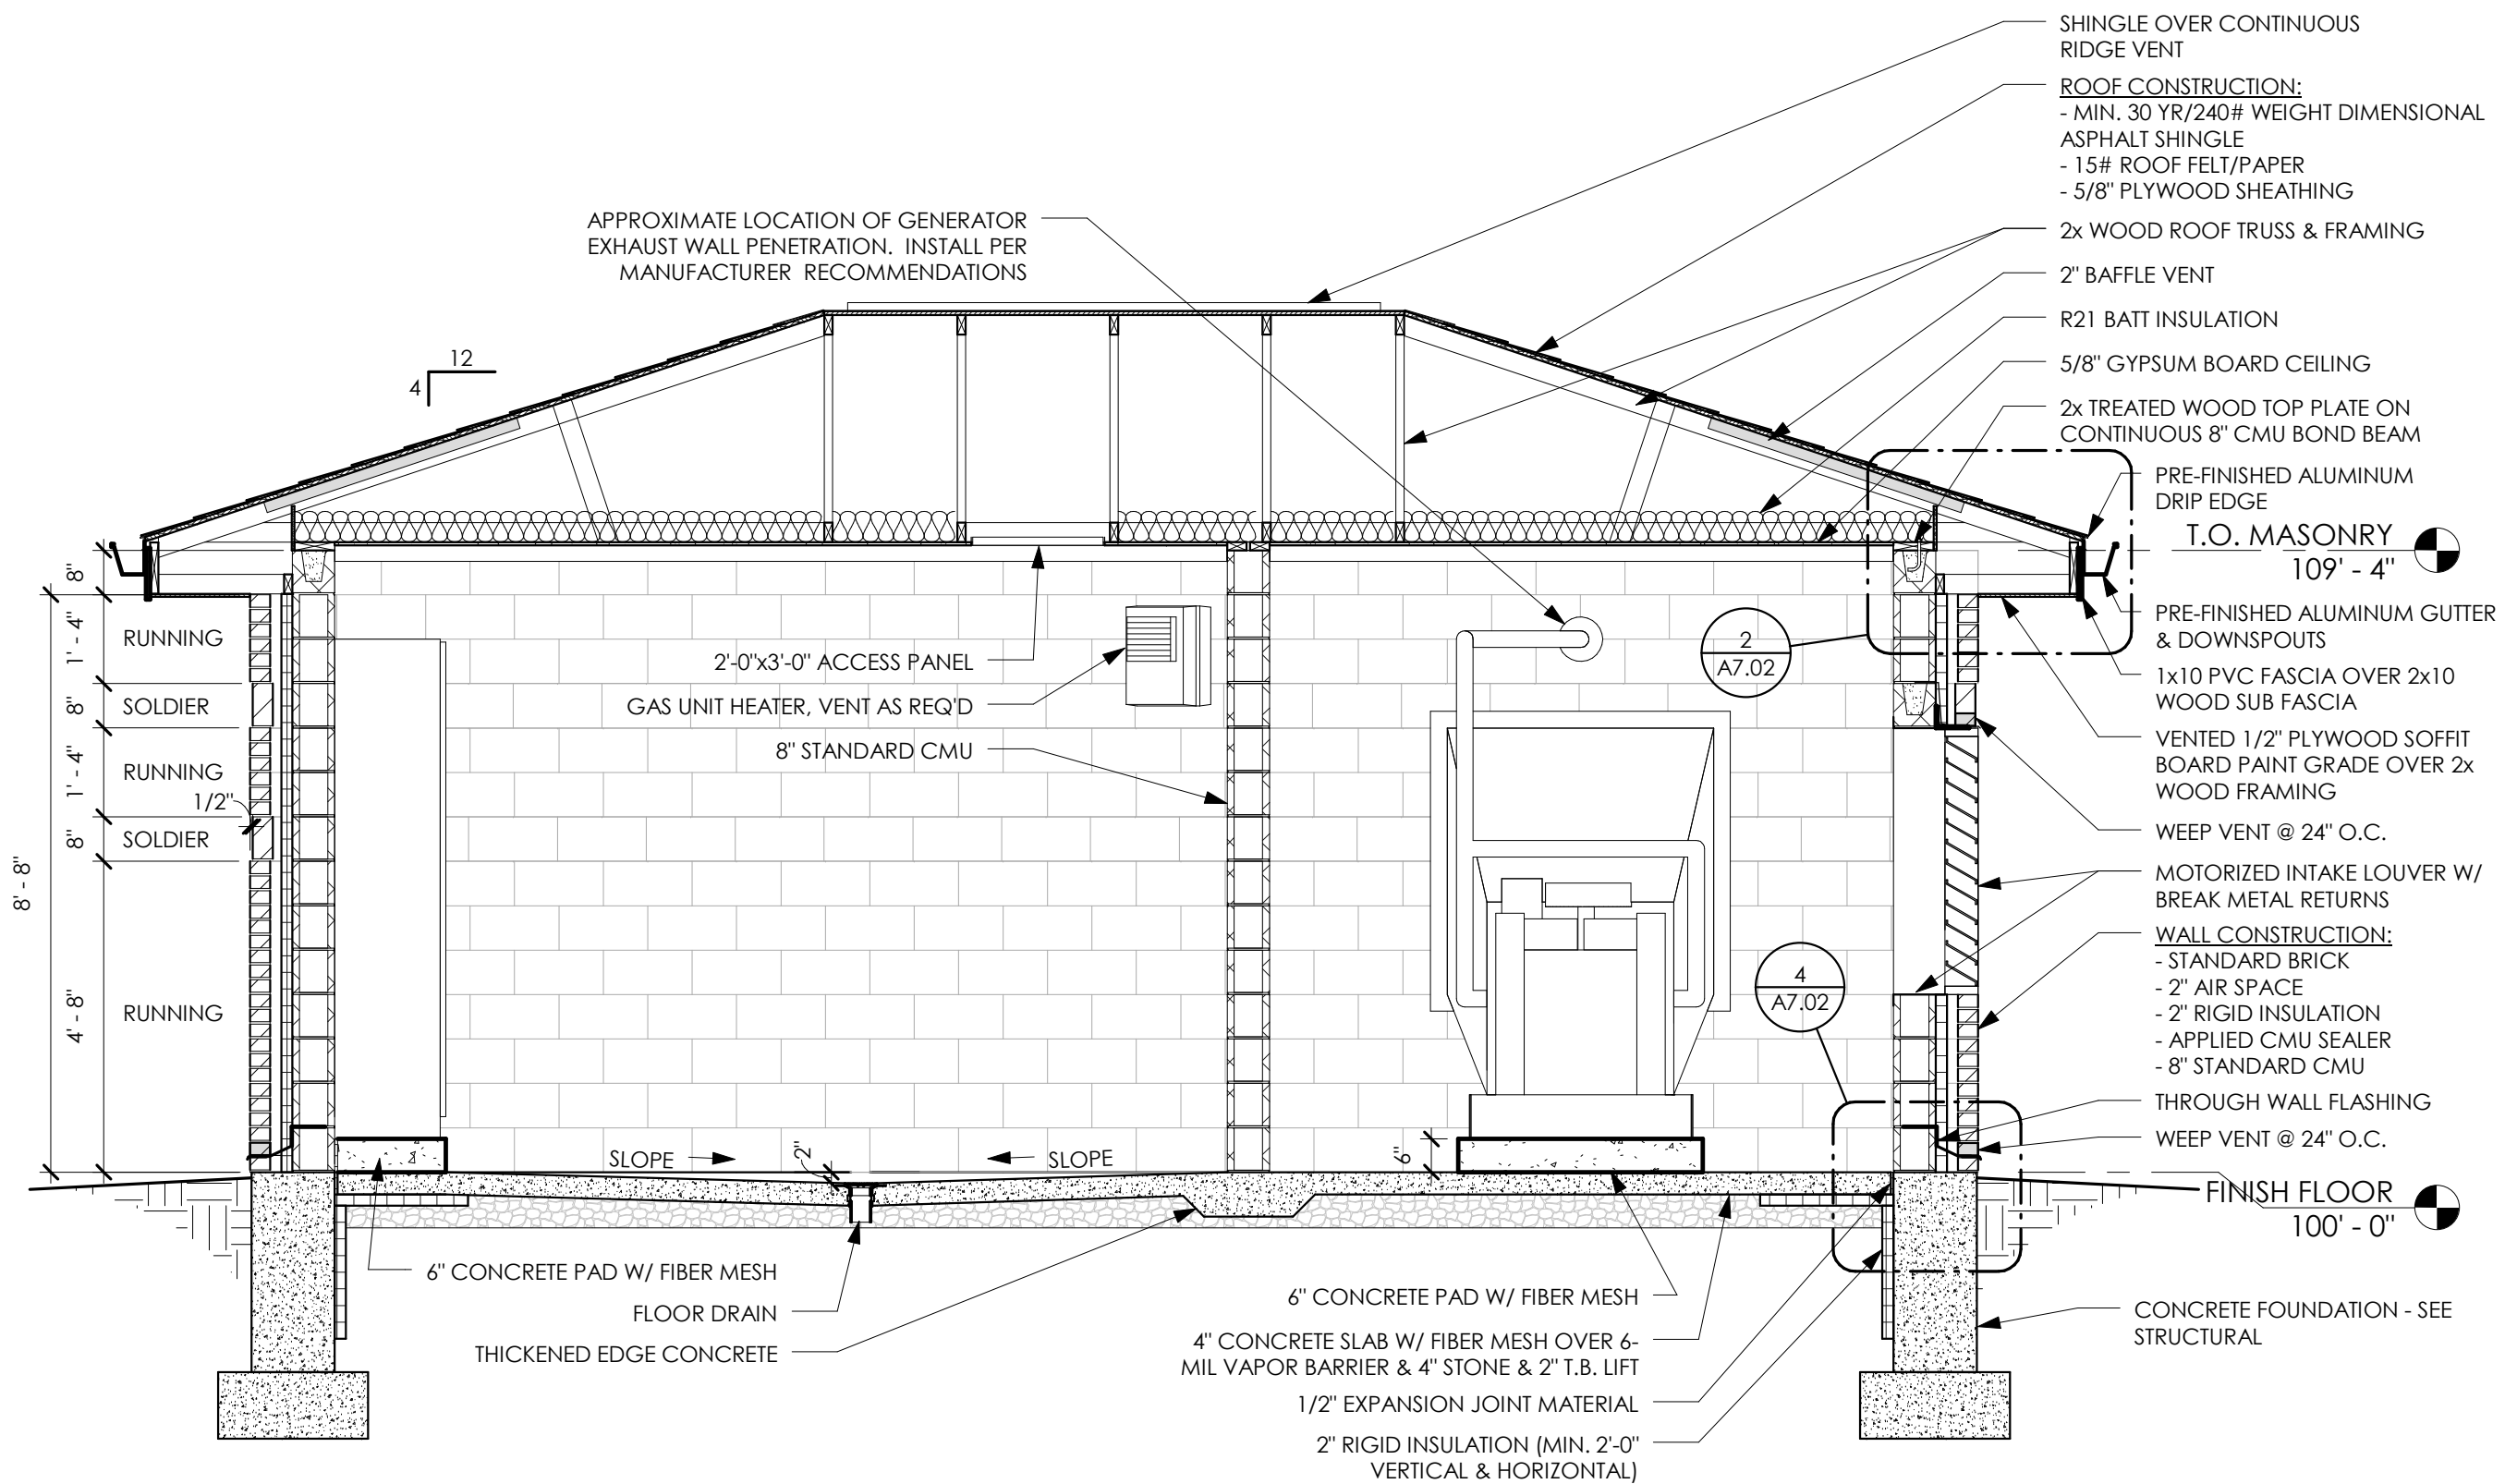 SHINGLE OVER CONTINUOUS
RIDGE VENT
ROOF CONSTRUCTION:
- MIN. 30 YR/240# WEIGHT DIMENSIONAL
ASPHALT SHINGLE
- 15# ROOF FELT/PAPER
- 5/8" PLYWOOD SHEATHING
2x WOOD ROOF TRUSS & FRAMING
2" BAFFLE VENT
R21 BATT INSULATION
5/8" GYPSUM BOARD CEILING
2x TREATED WOOD TOP PLATE ON
CONTINUOUS 8" CMU BOND BEAM
PRE-FINISHED ALUMINUM
DRIP EDGE
T.O. MASONRY
109' - 4"
PRE-FINISHED ALUMINUM GUTTER
& DOWNSPOUTS
1x10 PVC FASCIA OVER 2x10
WOOD SUB FASCIA
VENTED 1/2" PLYWOOD SOFFIT
BOARD PAINT GRADE OVER 2x
WOOD FRAMING
WEEP VENT @ 24" O.C.
MOTORIZED INTAKE LOUVER W/
BREAK METAL RETURNS
WALL CONSTRUCTION:
- STANDARD BRICK
- 2" AIR SPACE
- 2" RIGID INSULATION
- APPLIED CMU SEALER
- 8" STANDARD CMU
THROUGH WALL FLASHING
WEEP VENT @ 24" O.C.
FINISH FLOOR
100' - 0"
CONCRETE FOUNDATION - SEE
STRUCTURAL
APPROXIMATE LOCATION OF GENERATOR
EXHAUST WALL PENETRATION. INSTALL PER
MANUFACTURER RECOMMENDATIONS
12
4
8"
1' - 4"
RUNNING
8"
SOLDIER
1' - 4"
RUNNING
1/2"
8"
SOLDIER
8' - 8"
4' - 8"
RUNNING
2'-0"x3'-0" ACCESS PANEL
GAS UNIT HEATER, VENT AS REQ'D
8" STANDARD CMU
2
A7.02
4
A7.02
SLOPE
2"
SLOPE
6"
6" CONCRETE PAD W/ FIBER MESH
FLOOR DRAIN
THICKENED EDGE CONCRETE
6" CONCRETE PAD W/ FIBER MESH
4" CONCRETE SLAB W/ FIBER MESH OVER 6-
MIL VAPOR BARRIER & 4" STONE & 2" T.B. LIFT
1/2" EXPANSION JOINT MATERIAL
2" RIGID INSULATION (MIN. 2'-0"
VERTICAL & HORIZONTAL)